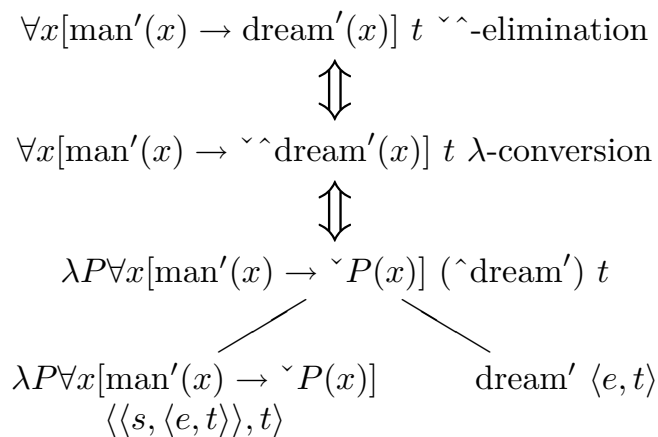 ∀x[man′(x) → dream′(x)] t ˇˆ-elimination
⇕
∀x[man′(x) → ˇˆdream′(x)] t λ-conversion
⇕
λP∀x[man′(x) → ˇP(x)] (ˆdream′) t
λP∀x[man′(x) → ˇP(x)] dream′ ⟨e, t⟩
⟨⟨s, ⟨e, t⟩⟩, t⟩